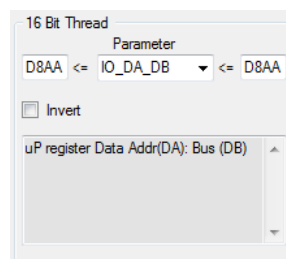 16 Bit Thread
Parameter
D8AA <= IO_DA_DB <= D8AA
Invert
uP register Data Addr(DA): Bus (DB)